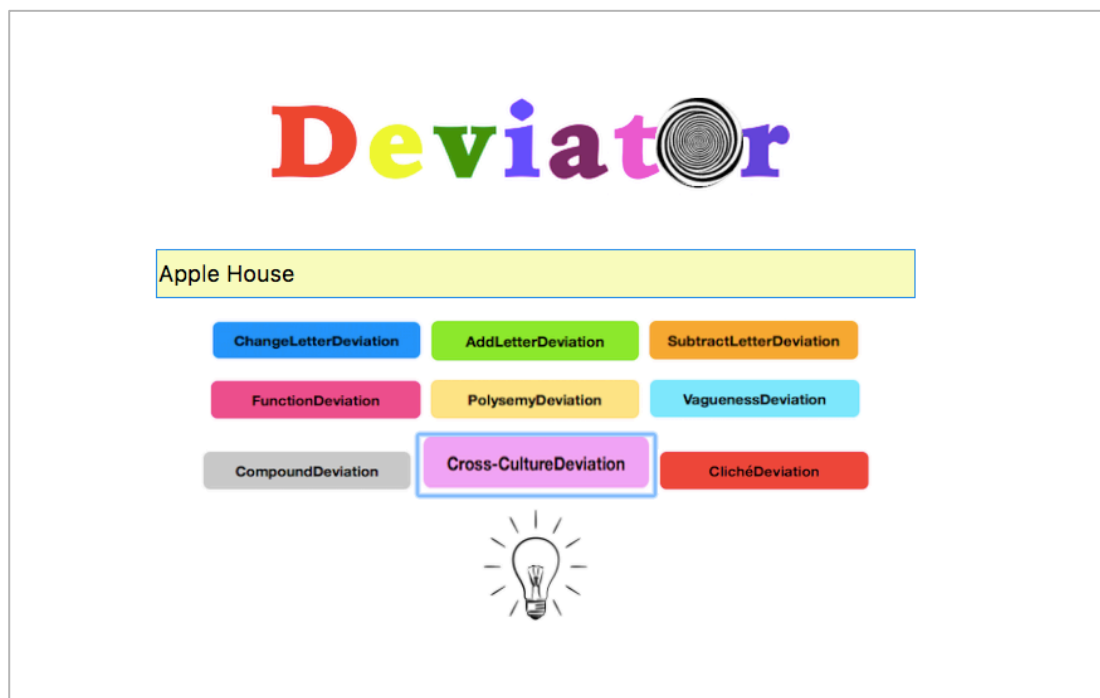 Deviator
Apple House
ChangeLetterDeviation AddLetterDeviation SubtractLetterDeviation
FunctionDeviation PolysemyDeviation VaguenessDeviation
CompoundDeviation Cross-CultureDeviation ClichéDeviation